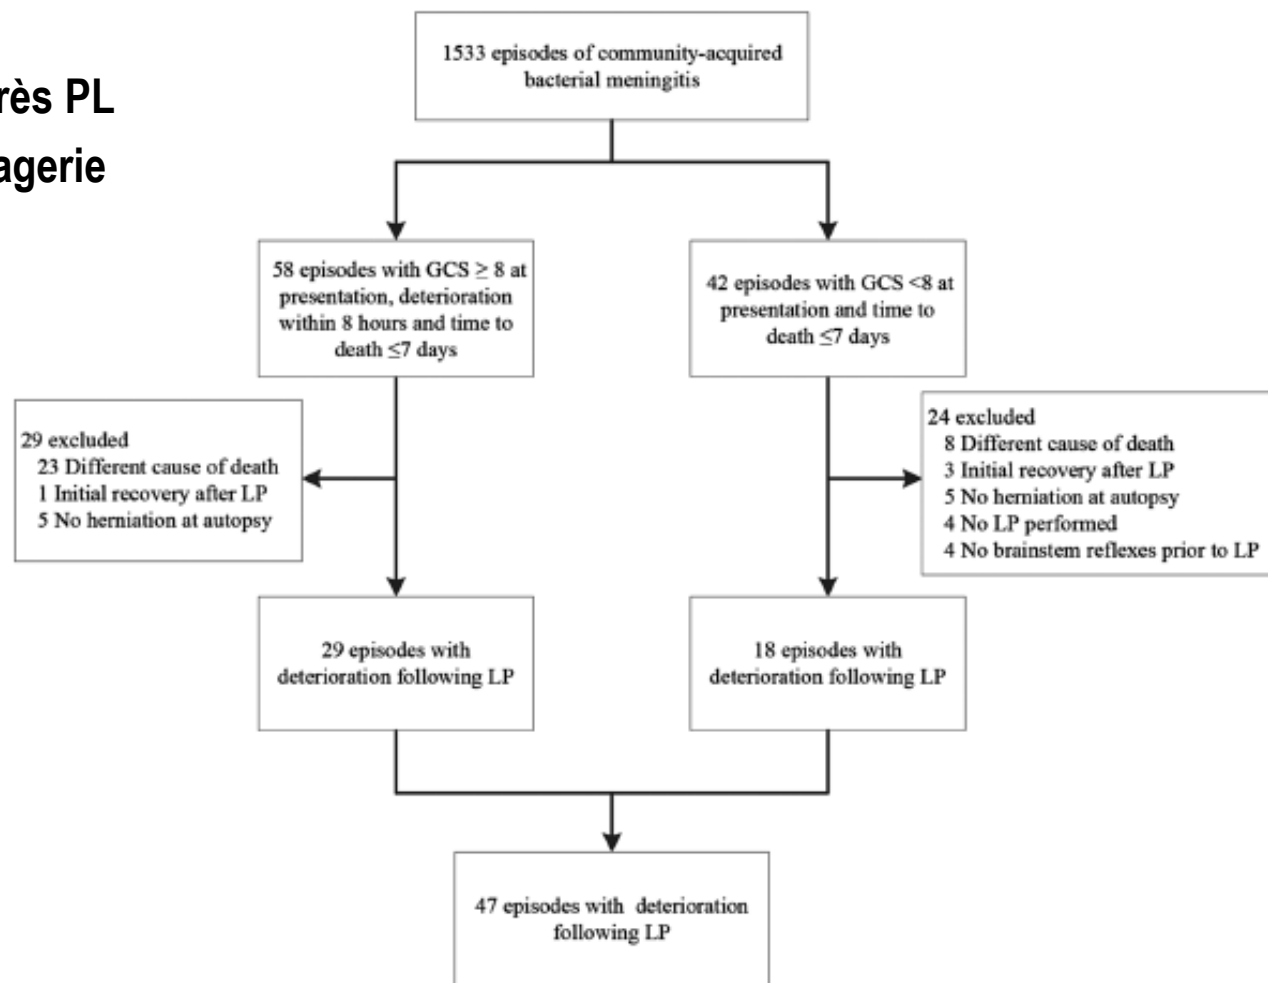 rès PL
agerie
1533 episodes of community-acquired
bacterial meningitis
58 episodes with GCS ≥ 8 at
presentation, deterioration
within 8 hours and time to
death ≤7 days
42 episodes with GCS <8 at
presentation and time to
death ≤7 days
29 excluded
23 Different cause of death
1 Initial recovery after LP
5 No herniation at autopsy
24 excluded
8 Different cause of death
3 Initial recovery after LP
5 No herniation at autopsy
4 No LP performed
4 No brainstem reflexes prior to LP
29 episodes with
deterioration following LP
18 episodes with
deterioration following LP
47 episodes with deterioration
following LP